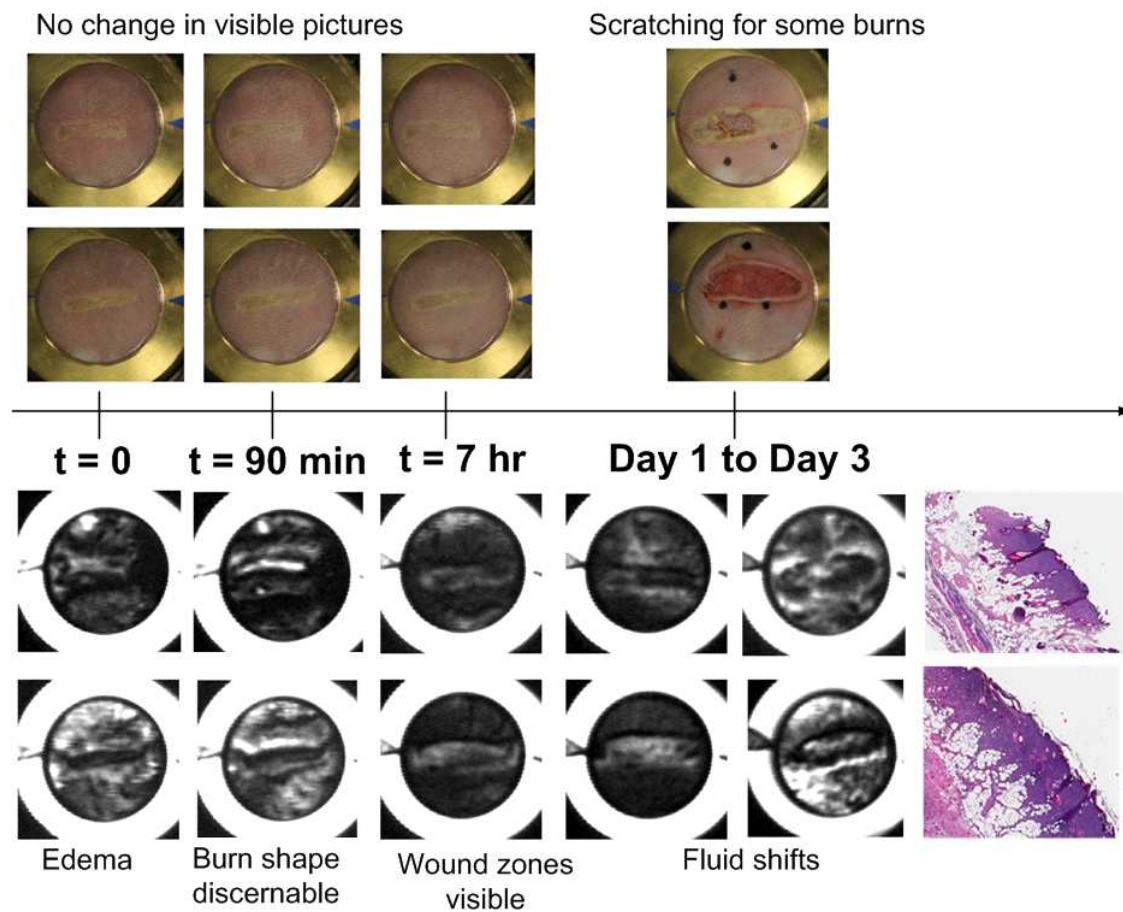 No change in visible pictures
Scratching for some burns
t = 0
t = 90 min
t = 7 hr
Day 1 to Day 3
Edema
Burn shape
discernable
Wound zones
visible
Fluid shifts